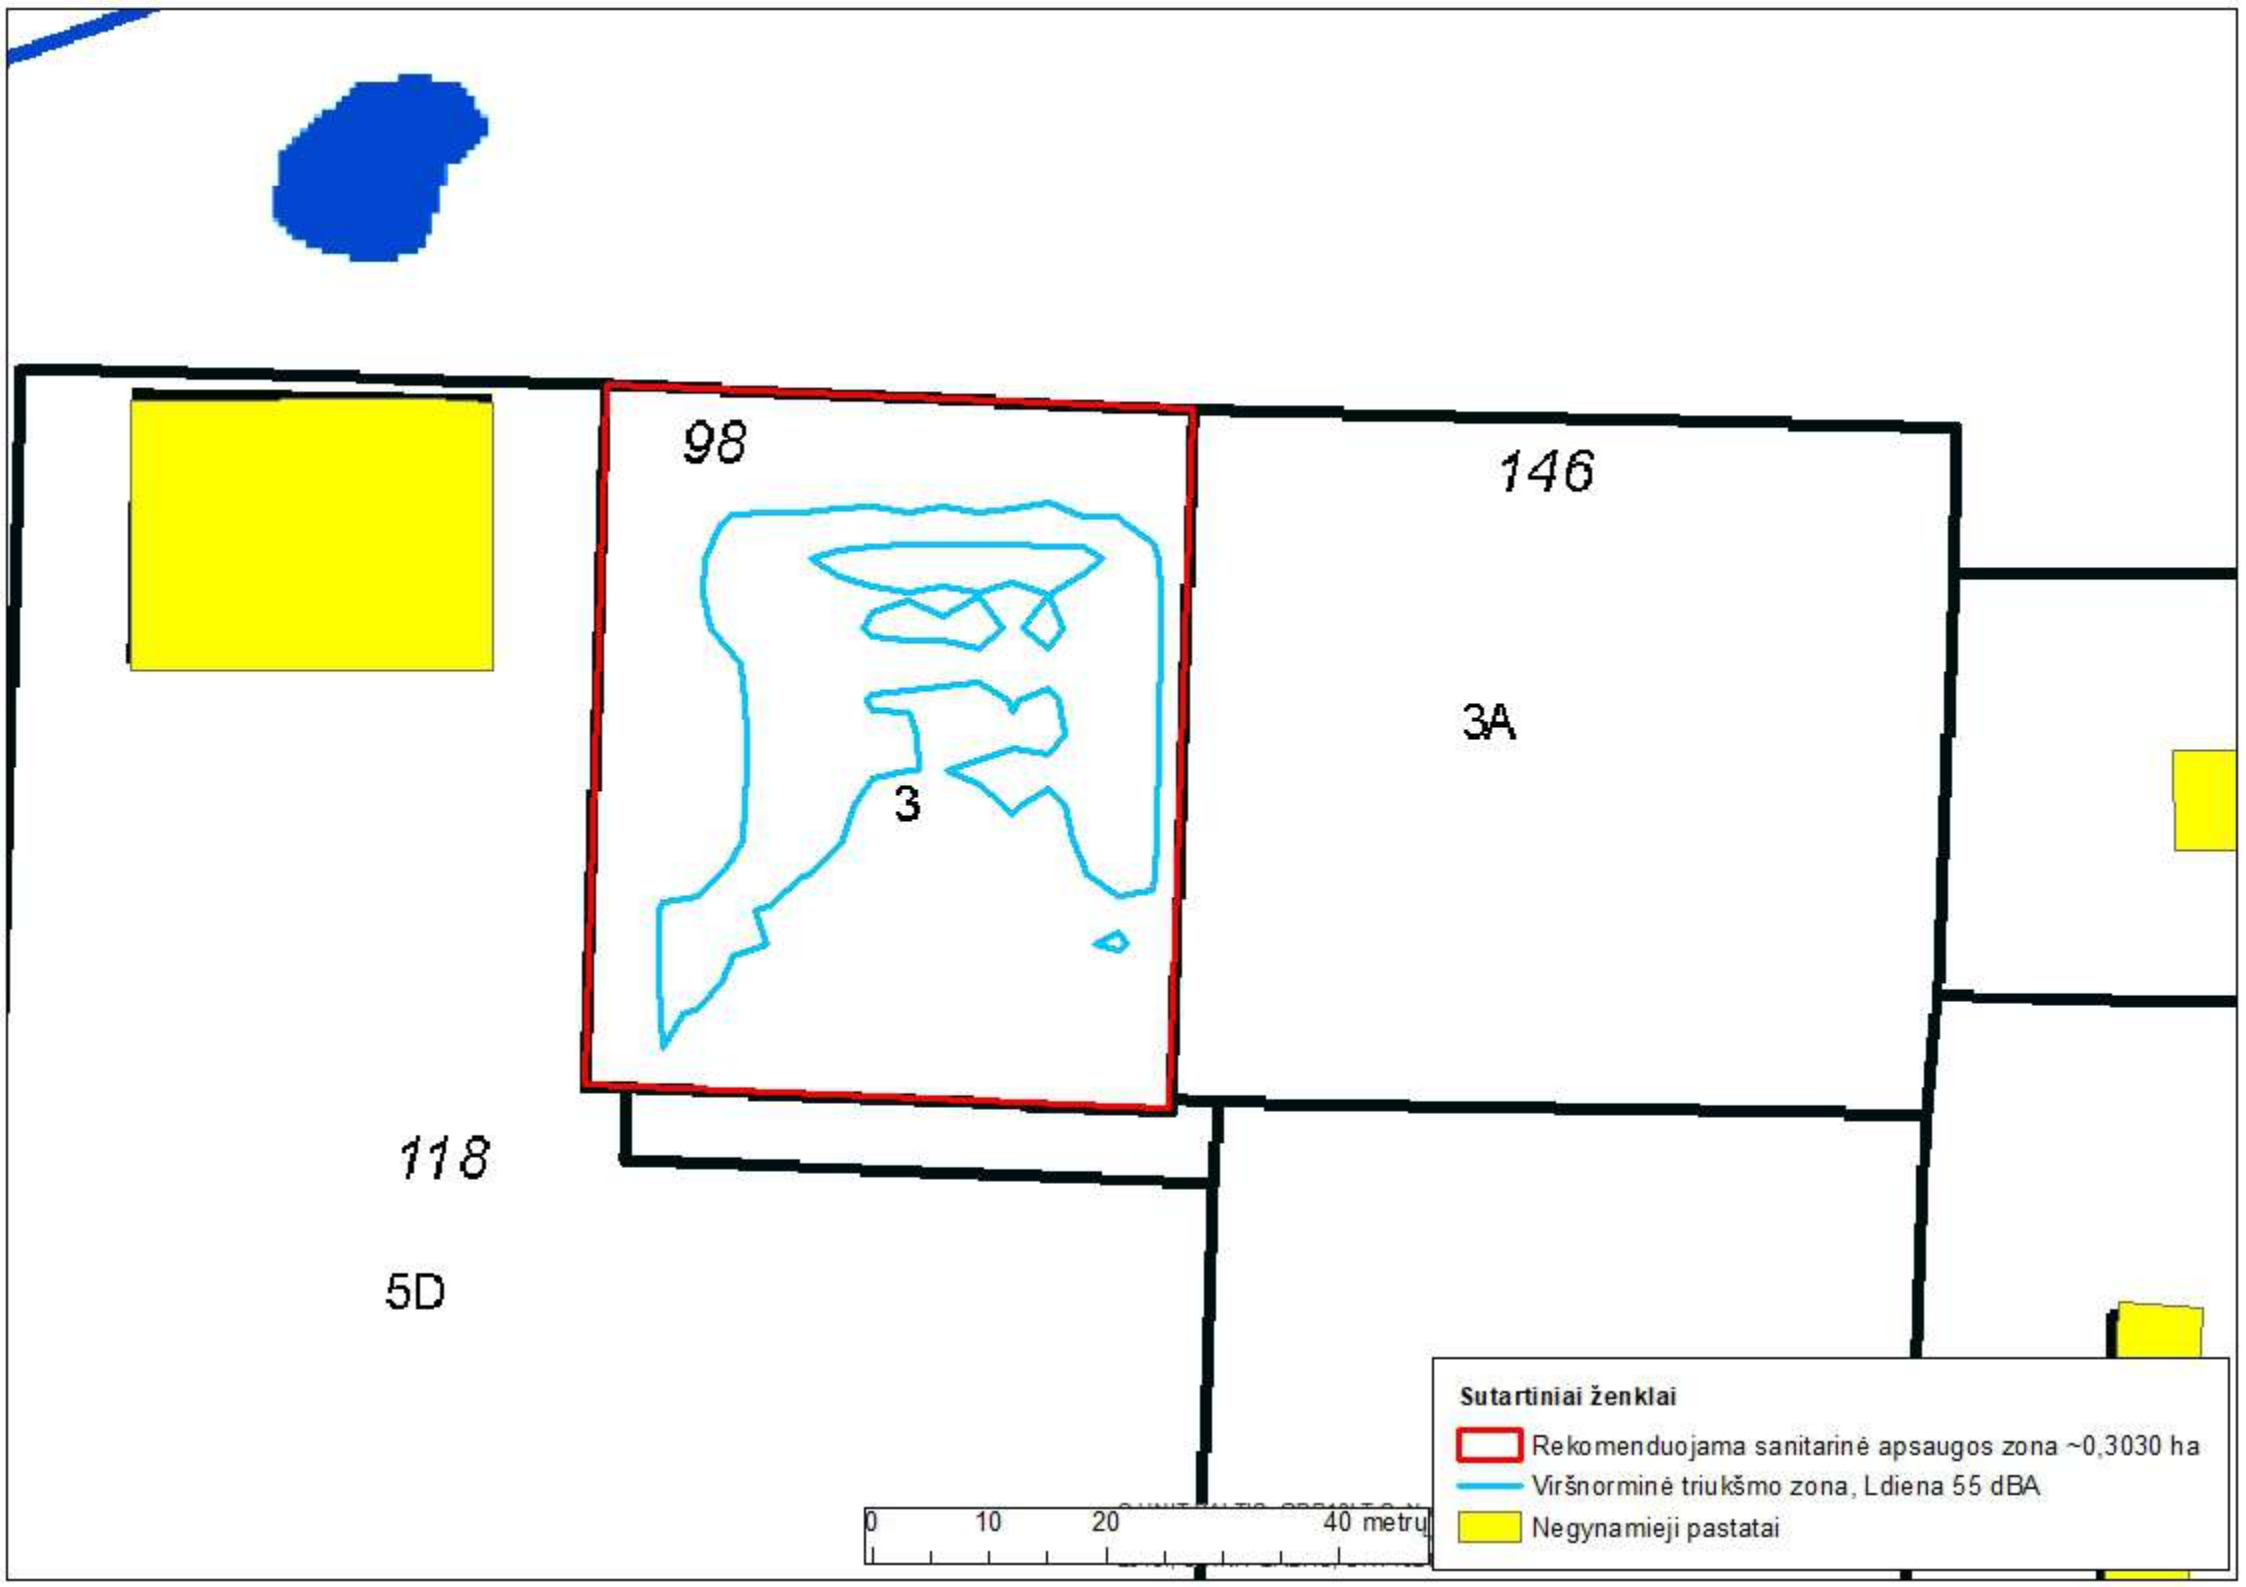 98
146
3A
3
118
5D
Sutartiniai ženklai
Rekomenduojama sanitarinė apsaugos zona ~0,3030 ha
Viršnorminė triukšmo zona, Ldiena 55 dBA
Negynamieji pastatai
0 10 20 40 metrų